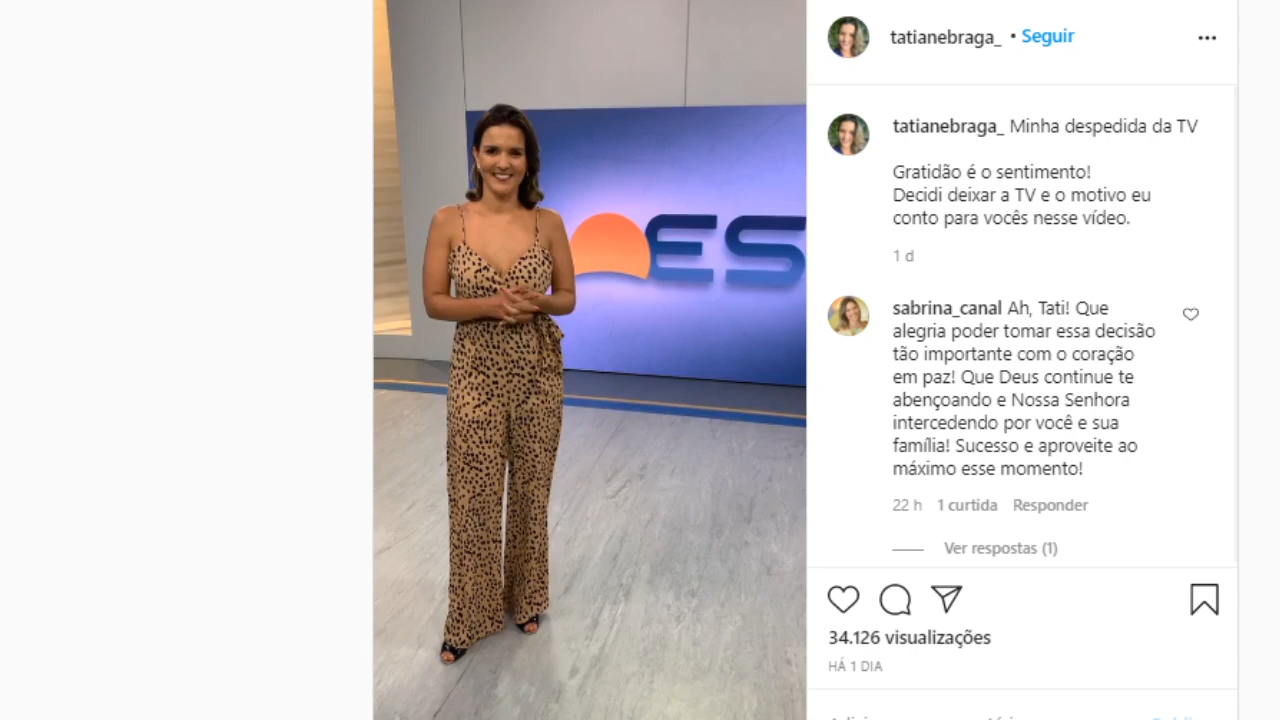 ES
tatianebraga_ • Seguir
tatianebraga_ Minha despedida da TV
Gratidão é o sentimento!
Decidi deixar a TV e o motivo eu
conto para vocês nesse vídeo.
1 d
sabrina_canal Ah, Tati! Que
alegria poder tomar essa decisão
tão importante com o coração
em paz! Que Deus continue te
abençoando e Nossa Senhora
intercedendo por você e sua
família! Sucesso e aproveite ao
máximo esse momento!
22 h 1 curtida Responder
Ver respostas (1)
34.126 visualizações
HÁ 1 DIA